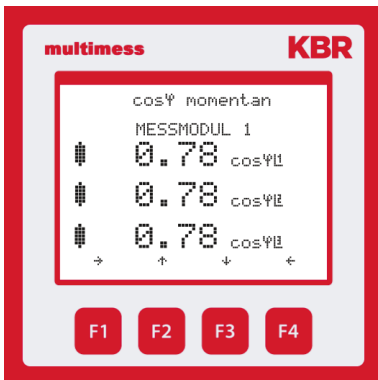 multimess KBR
cosφ momentan
MESSMODUL 1
0.78 cosφL1
0.78 cosφL2
0.78 cosφL3
→ ↑ ↓ ←
F1 F2 F3 F4